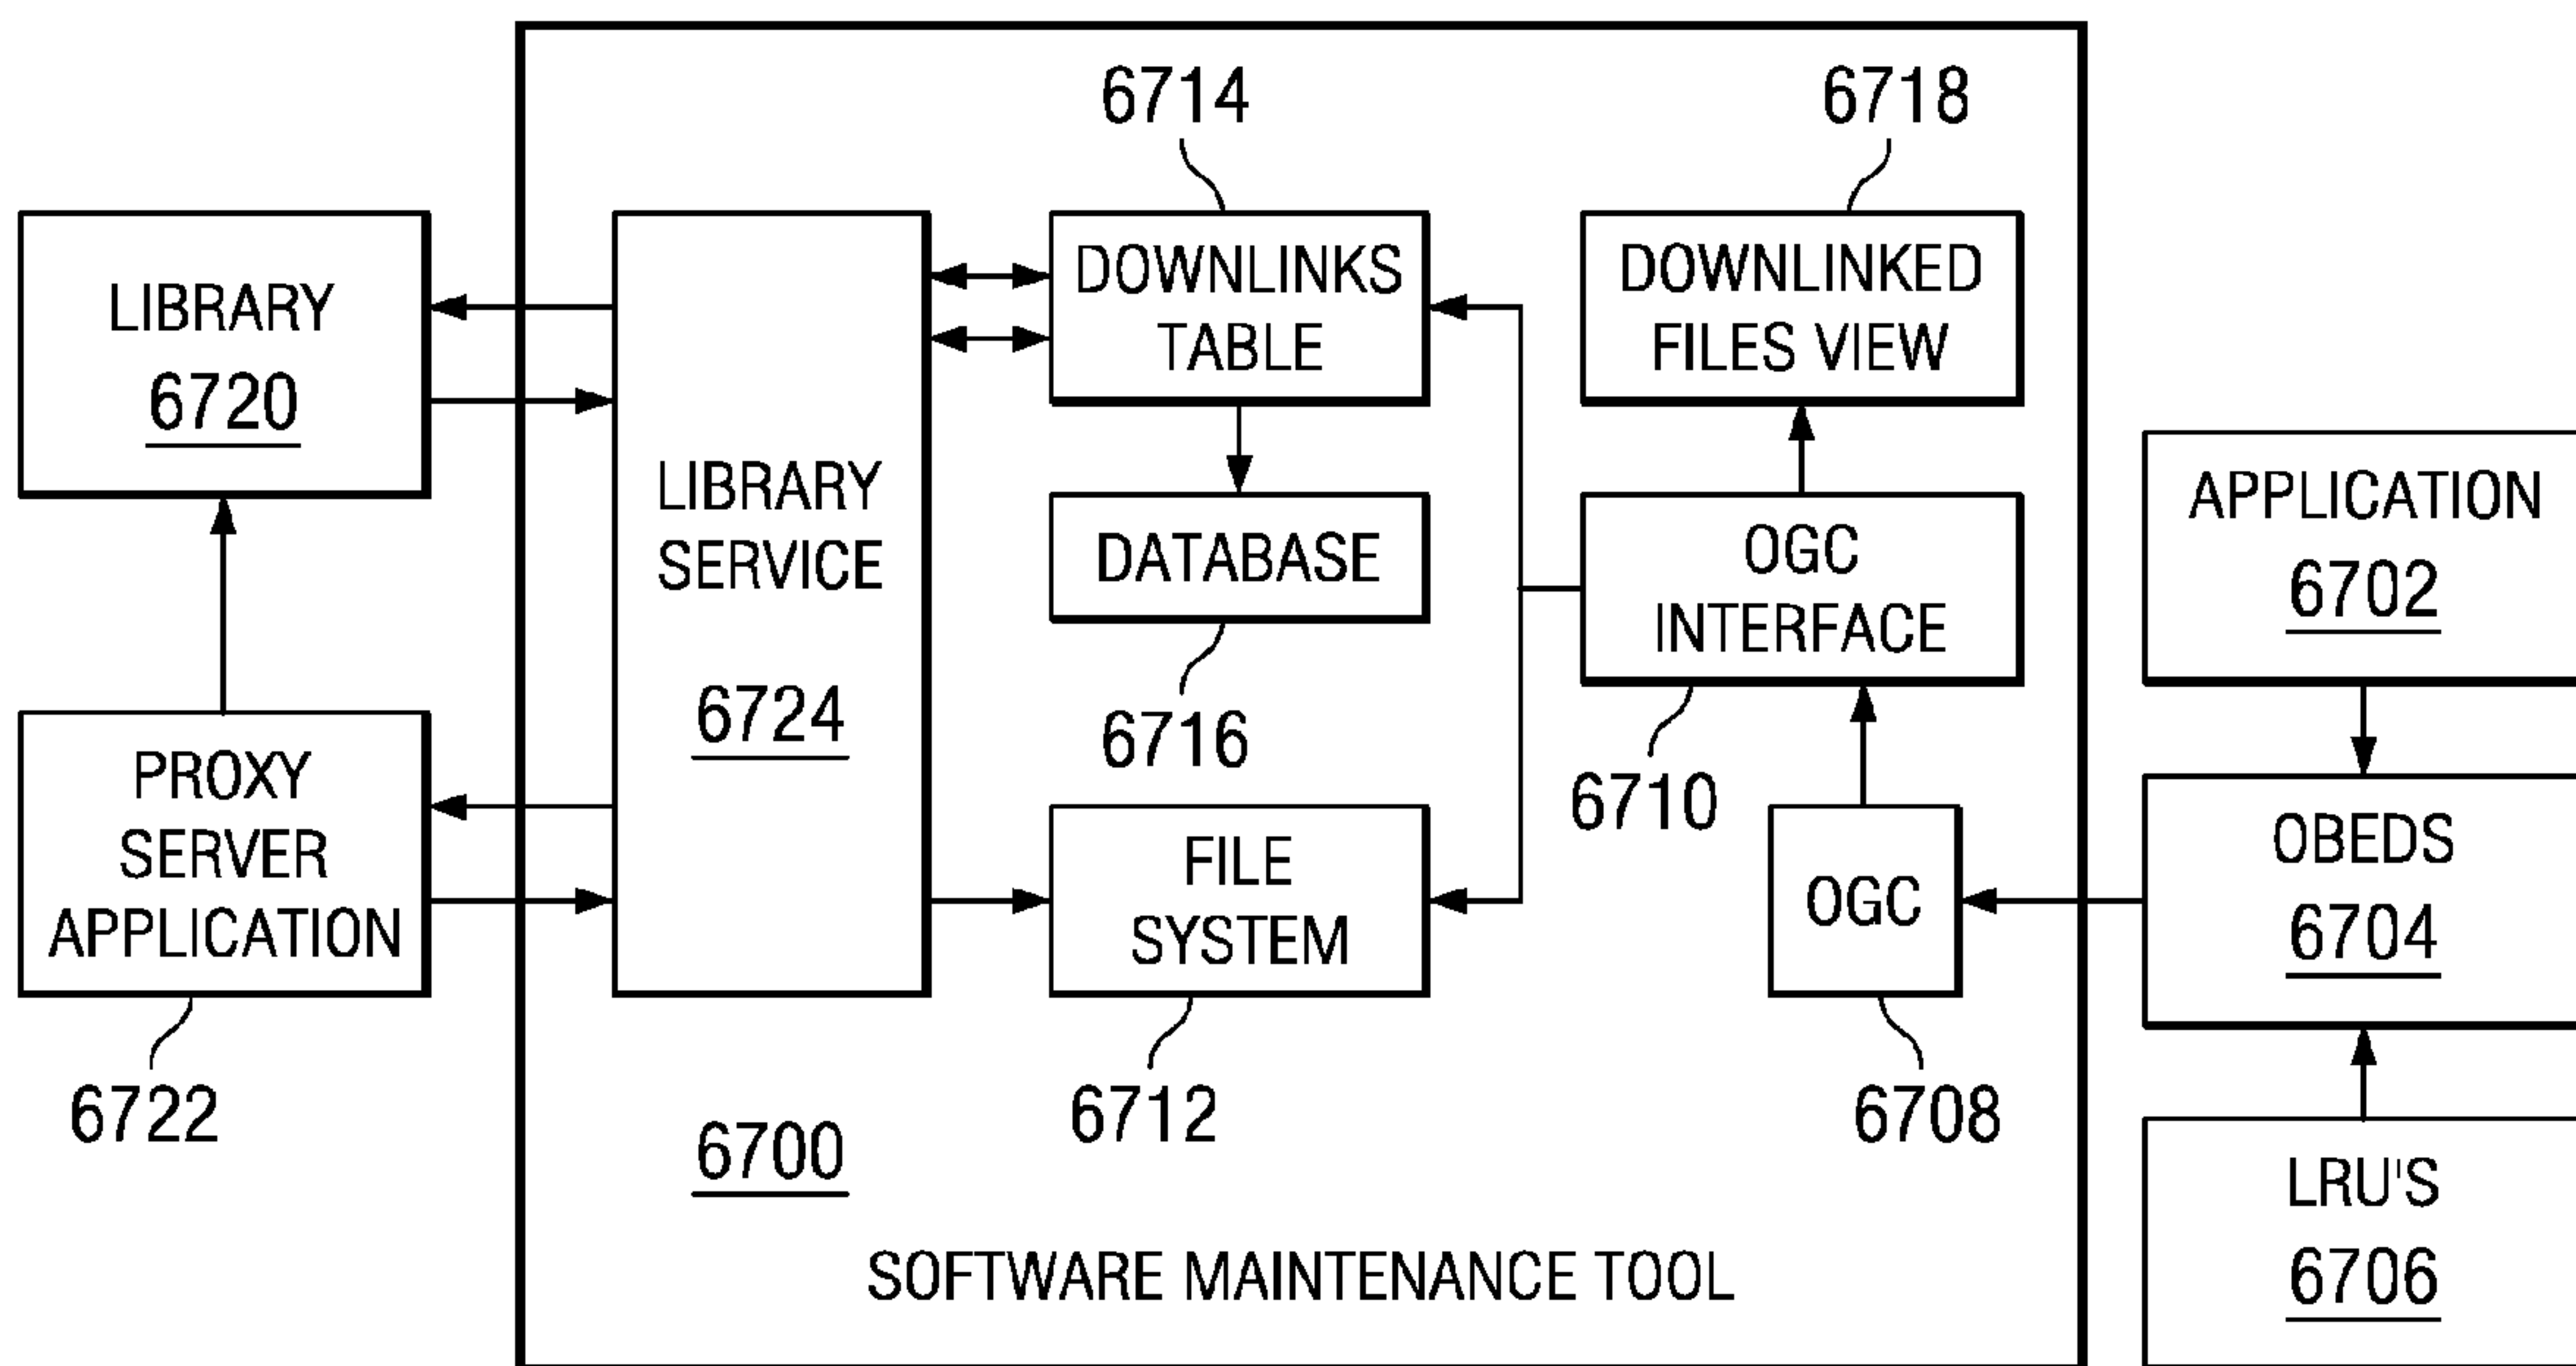 6714
6718
LIBRARY
6720
DOWNLINKS
TABLE
DOWNLINKED
FILES VIEW
LIBRARY
SERVICE
6724
DATABASE
6716
OGC
INTERFACE
6710
APPLICATION
6702
PROXY
SERVER
APPLICATION
6722
FILE
SYSTEM
6712
OGC
6708
OBEDS
6704
LRU'S
6706
6700
SOFTWARE MAINTENANCE TOOL